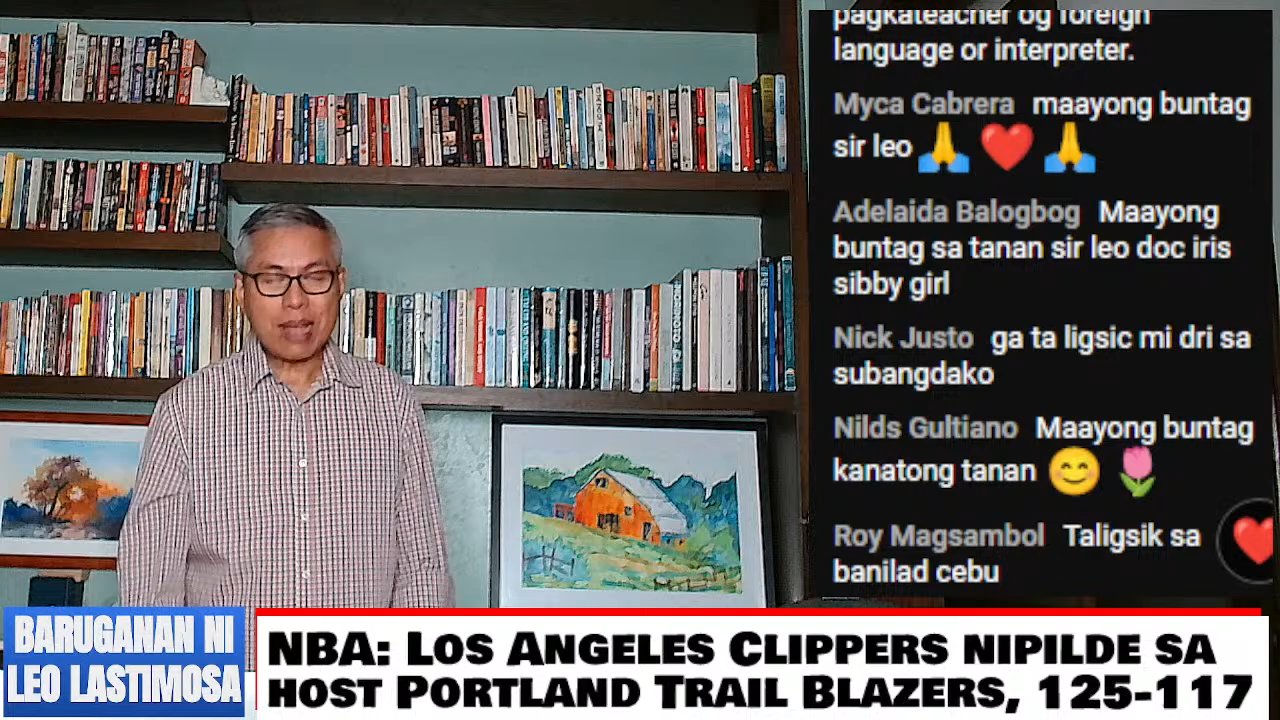 pagkateacher og foreign
language or interpreter.
Myca Cabrera maayong buntag
sir leo 🙏 ❤️ 🙏
Adelaida Balogbog Maayong
buntag sa tanan sir leo doc iris
sibby girl
Nick Justo ga ta ligsic mi dri sa
subangdako
Nilds Gultiano Maayong buntag
kanatong tanan 😊 🌷
Roy Magsambol Taligsik sa
banilad cebu
BARUGANAN NI
LEO LASTIMOSA
NBA: LOS ANGELES CLIPPERS NIPILDE SA
HOST PORTLAND TRAIL BLAZERS, 125-117